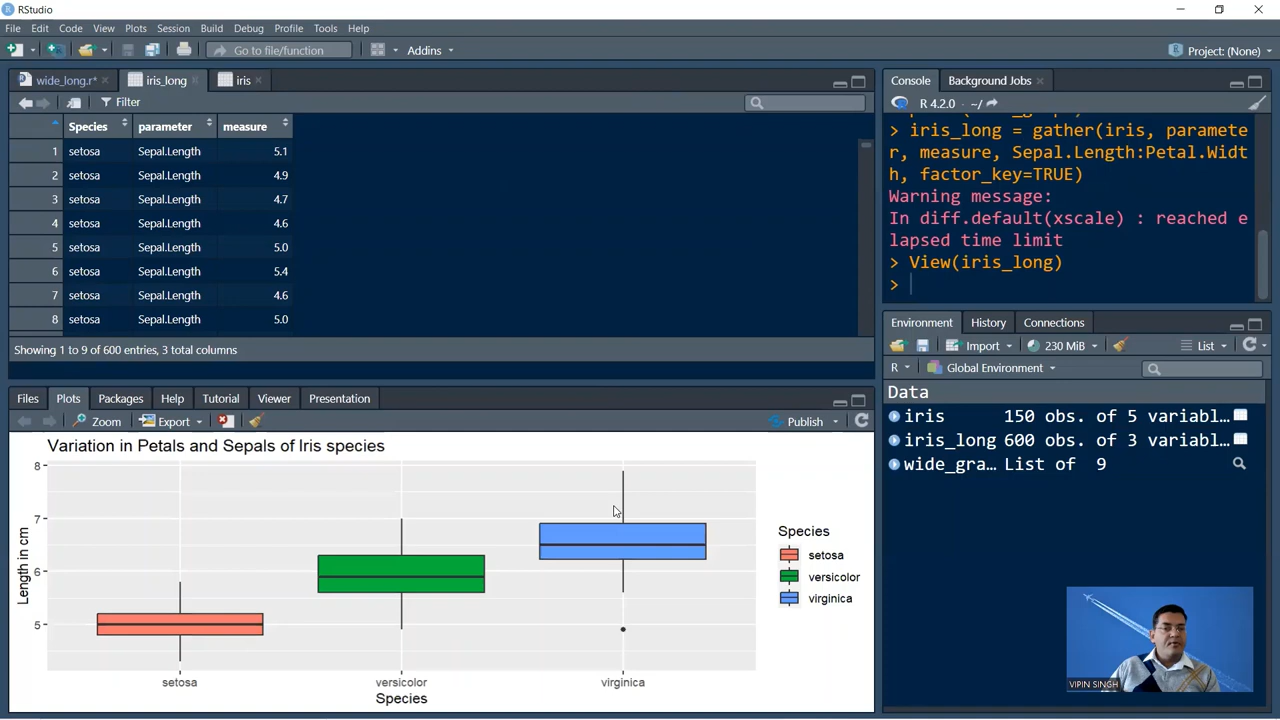 RStudio
File Edit Code View Plots Session Build Debug Profile Tools Help
Go to file/function Addins Project: (None)
wide_long.r* iris_long iris
Filter
Species parameter measure
1 setosa Sepal.Length 5.1
2 setosa Sepal.Length 4.9
3 setosa Sepal.Length 4.7
4 setosa Sepal.Length 4.6
5 setosa Sepal.Length 5.0
6 setosa Sepal.Length 5.4
7 setosa Sepal.Length 4.6
8 setosa Sepal.Length 5.0
Showing 1 to 9 of 600 entries, 3 total columns
Console Background Jobs
R 4.2.0 · ~/
> iris_long = gather(iris, paramete
r, measure, Sepal.Length:Petal.Widt
h, factor_key=TRUE)
Warning message:
In diff.default(xscale) : reached e
lapsed time limit
> View(iris_long)
>
Environment History Connections
Import 230 MiB List
R Global Environment
Data
iris 150 obs. of 5 variabl…
iris_long 600 obs. of 3 variabl…
wide_gra… List of 9
Files Plots Packages Help Tutorial Viewer Presentation
Zoom Export Publish
Variation in Petals and Sepals of Iris species
8
7
6
5
Length in cm
setosa versicolor virginica
Species
Species
setosa
versicolor
virginica
VIPIN SINGH